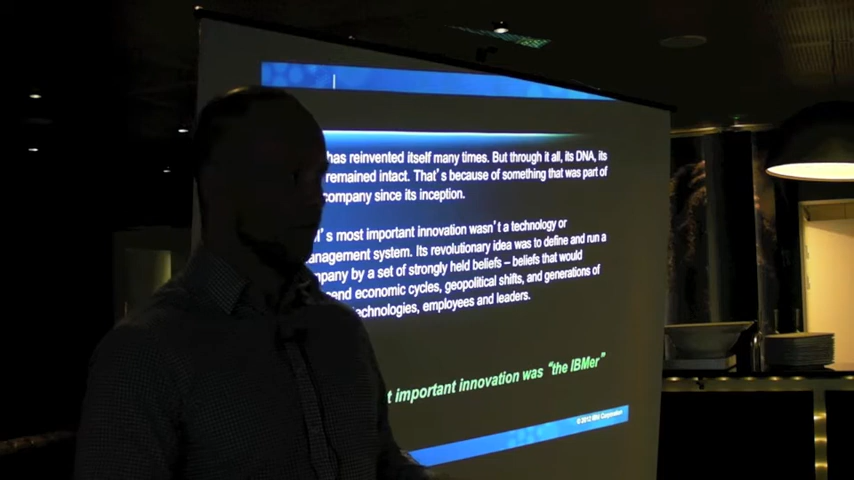 has reinvented itself many times. But through it all, its DNA, its
remained intact. That's because of something that was part of
company since its inception.
's most important innovation wasn't a technology or
anagement system. Its revolutionary idea was to define and run a
mpany by a set of strongly held beliefs – beliefs that would
end economic cycles, geopolitical shifts, and generations of
technologies, employees and leaders.
t important innovation was "the IBMer"
© 2012 IBM Corporation